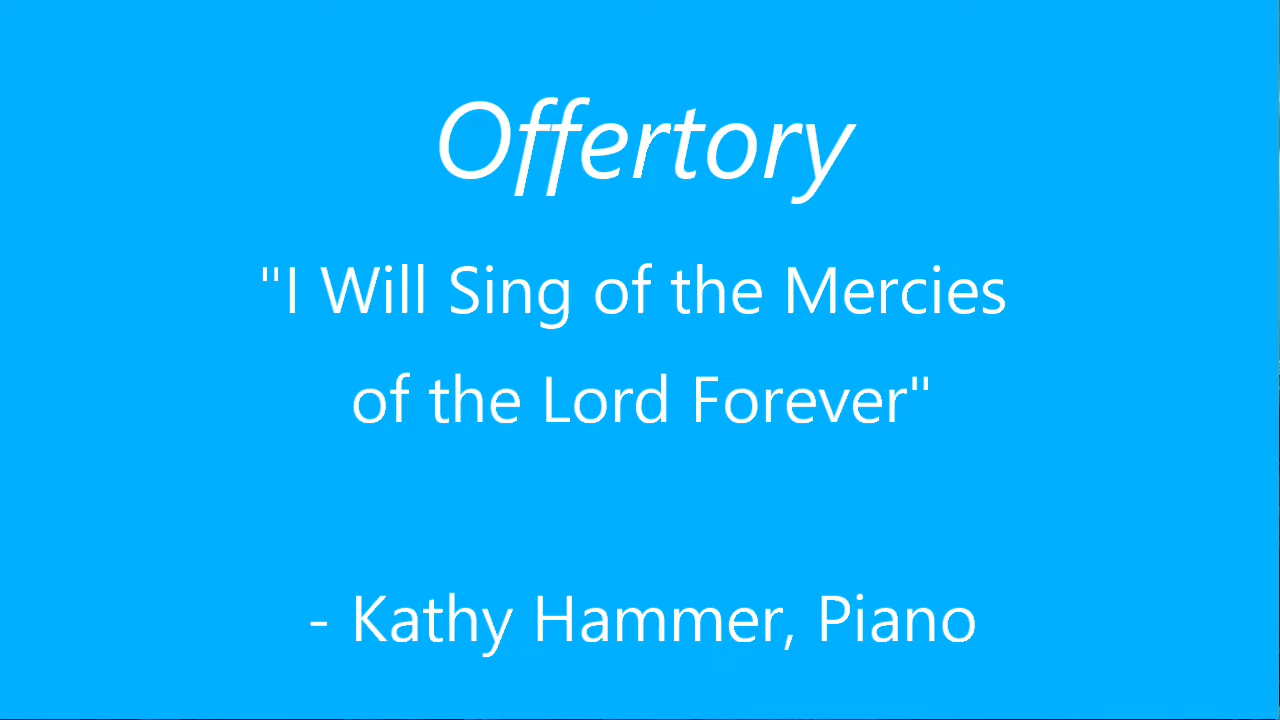 Offertory
"I Will Sing of the Mercies
of the Lord Forever"
- Kathy Hammer, Piano